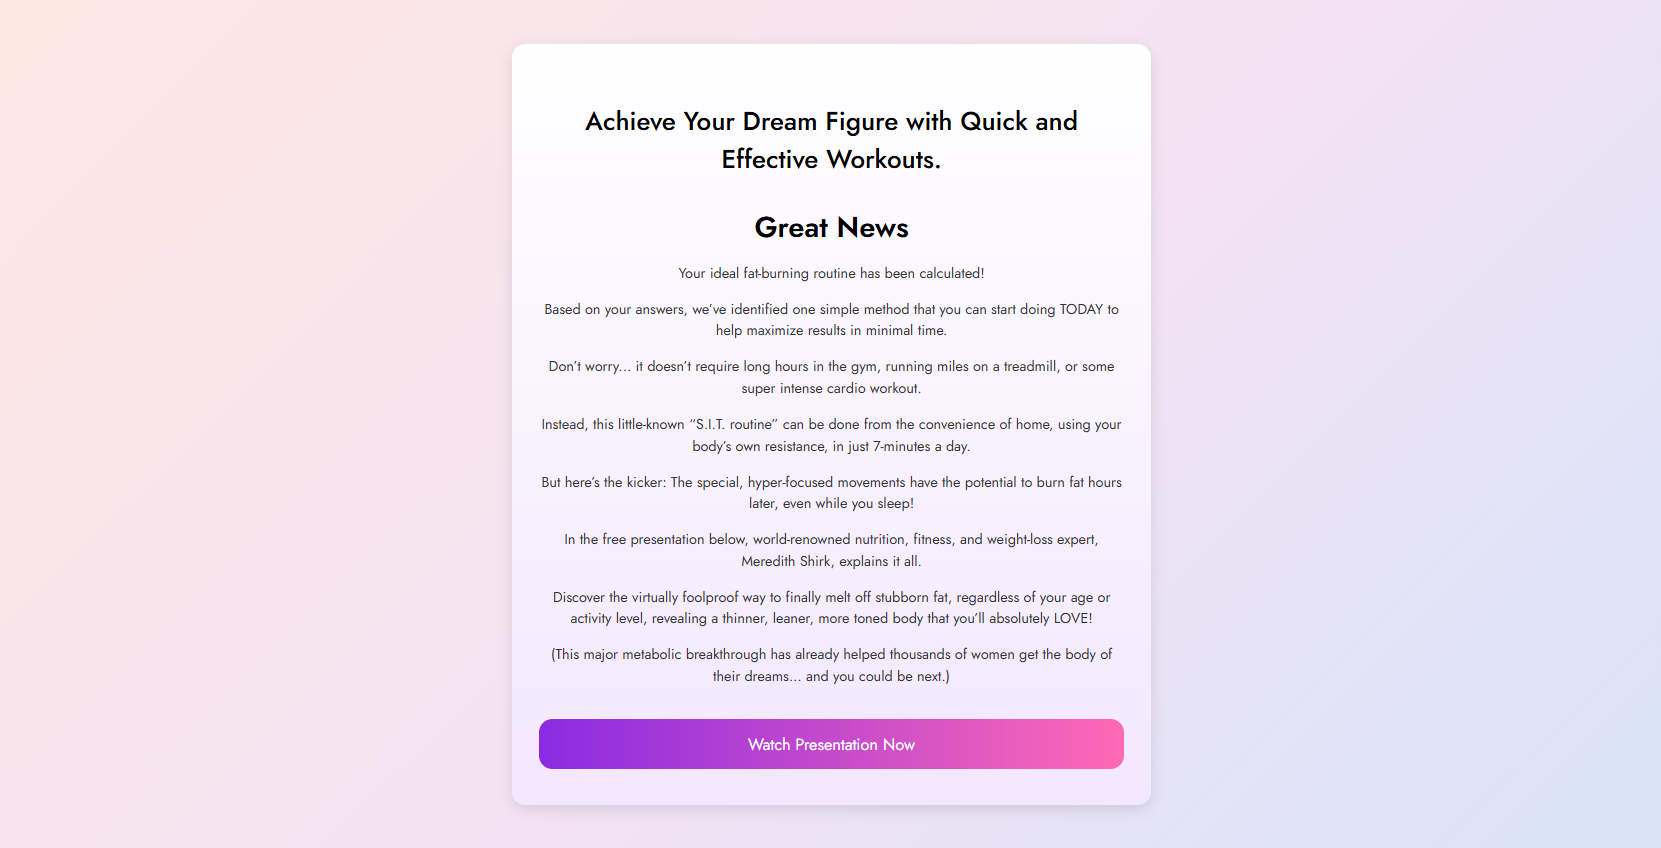 Achieve Your Dream Figure with Quick and
Effective Workouts.
Great News
Your ideal fat-burning routine has been calculated!
Based on your answers, we’ve identified one simple method that you can start doing TODAY to
help maximize results in minimal time.
Don’t worry… it doesn’t require long hours in the gym, running miles on a treadmill, or some
super intense cardio workout.
Instead, this little-known “S.I.T. routine” can be done from the convenience of home, using your
body’s own resistance, in just 7-minutes a day.
But here’s the kicker: The special, hyper-focused movements have the potential to burn fat hours
later, even while you sleep!
In the free presentation below, world-renowned nutrition, fitness, and weight-loss expert,
Meredith Shirk, explains it all.
Discover the virtually foolproof way to finally melt off stubborn fat, regardless of your age or
activity level, revealing a thinner, leaner, more toned body that you’ll absolutely LOVE!
(This major metabolic breakthrough has already helped thousands of women get the body of
their dreams… and you could be next.)
Watch Presentation Now